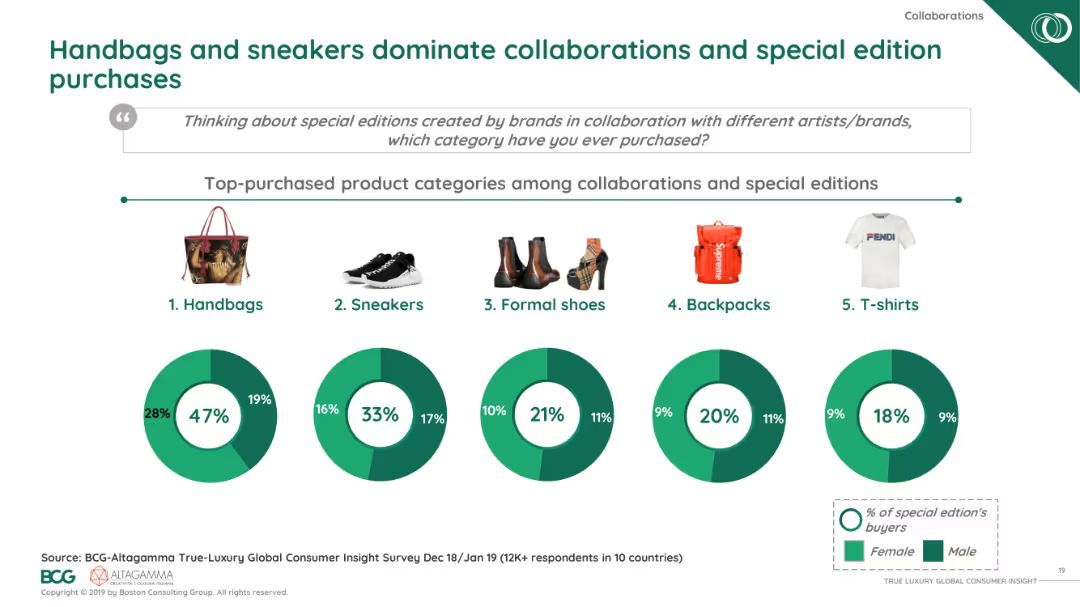 Collaborations
Handbags and sneakers dominate collaborations and special edition
purchases
“
Thinking about special editions created by brands in collaboration with different artists/brands,
which category have you ever purchased?
Top-purchased product categories among collaborations and special editions
Supreme
FENDI
1. Handbags
2. Sneakers
3. Formal shoes
4. Backpacks
5. T-shirts
28%
47%
19%
16%
33%
17%
10%
21%
11%
9%
20%
11%
9%
18%
9%
% of special edtion's
buyers
Female
Male
Source: BCG-Altagamma True-Luxury Global Consumer Insight Survey Dec 18/Jan 19 (12K+ respondents in 10 countries)
BCG
ALTAGAMMA
Copyright © 2019 by Boston Consulting Group. All rights reserved.
19
TRUE LUXURY GLOBAL CONSUMER INSIGHT